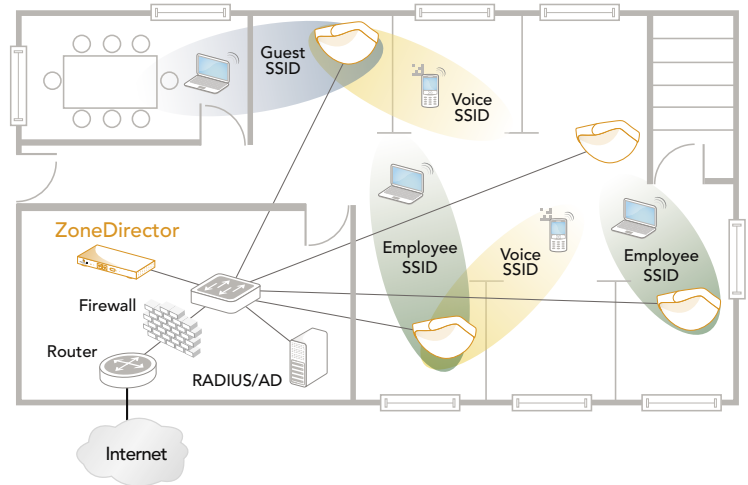 Guest
SSID
Voice
SSID
Employee
SSID
Voice
SSID
Employee
SSID
ZoneDirector
Firewall
Router
RADIUS/AD
Internet